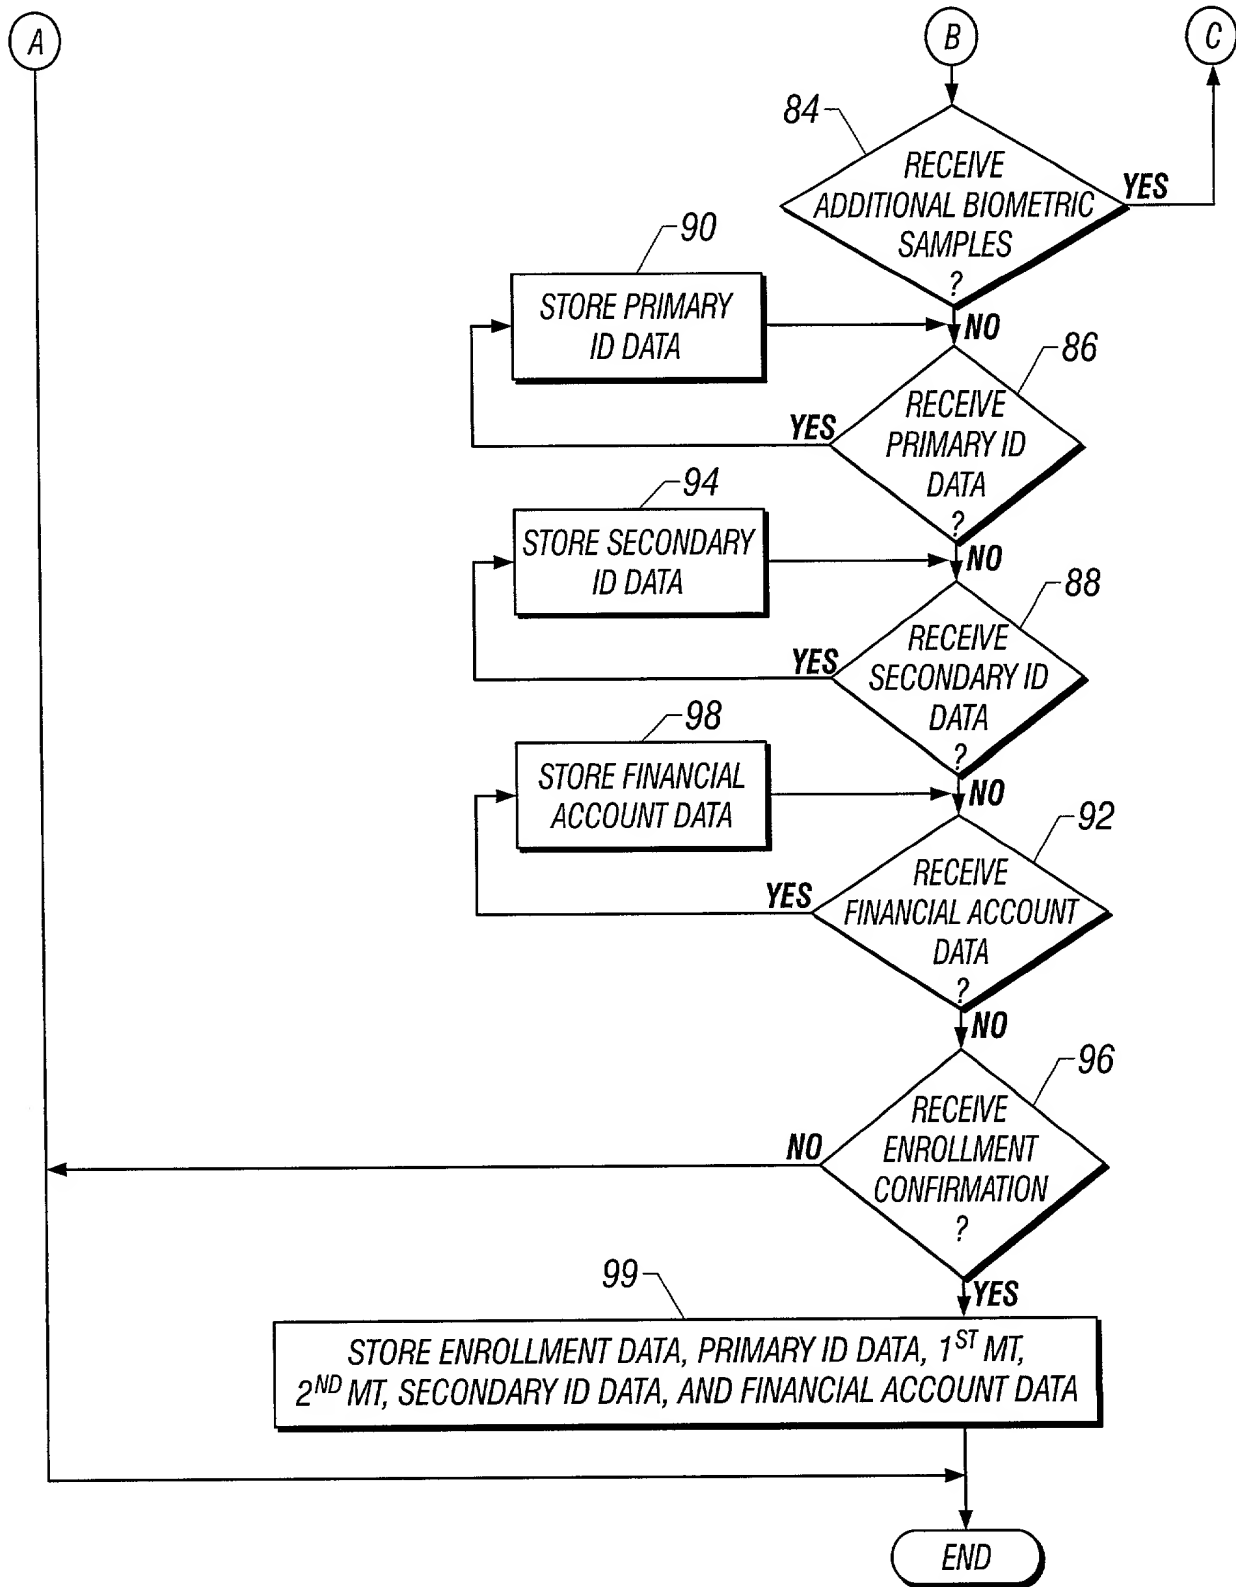 A
B
C
84
RECEIVE
ADDITIONAL BIOMETRIC
SAMPLES
?
YES
NO
90
STORE PRIMARY
ID DATA
86
RECEIVE
PRIMARY ID
DATA
?
YES
NO
94
STORE SECONDARY
ID DATA
88
RECEIVE
SECONDARY ID
DATA
?
YES
NO
98
STORE FINANCIAL
ACCOUNT DATA
92
RECEIVE
FINANCIAL ACCOUNT
DATA
?
YES
NO
96
RECEIVE
ENROLLMENT
CONFIRMATION
?
NO
YES
99
STORE ENROLLMENT DATA, PRIMARY ID DATA, 1ST MT,
2ND MT, SECONDARY ID DATA, AND FINANCIAL ACCOUNT DATA
END